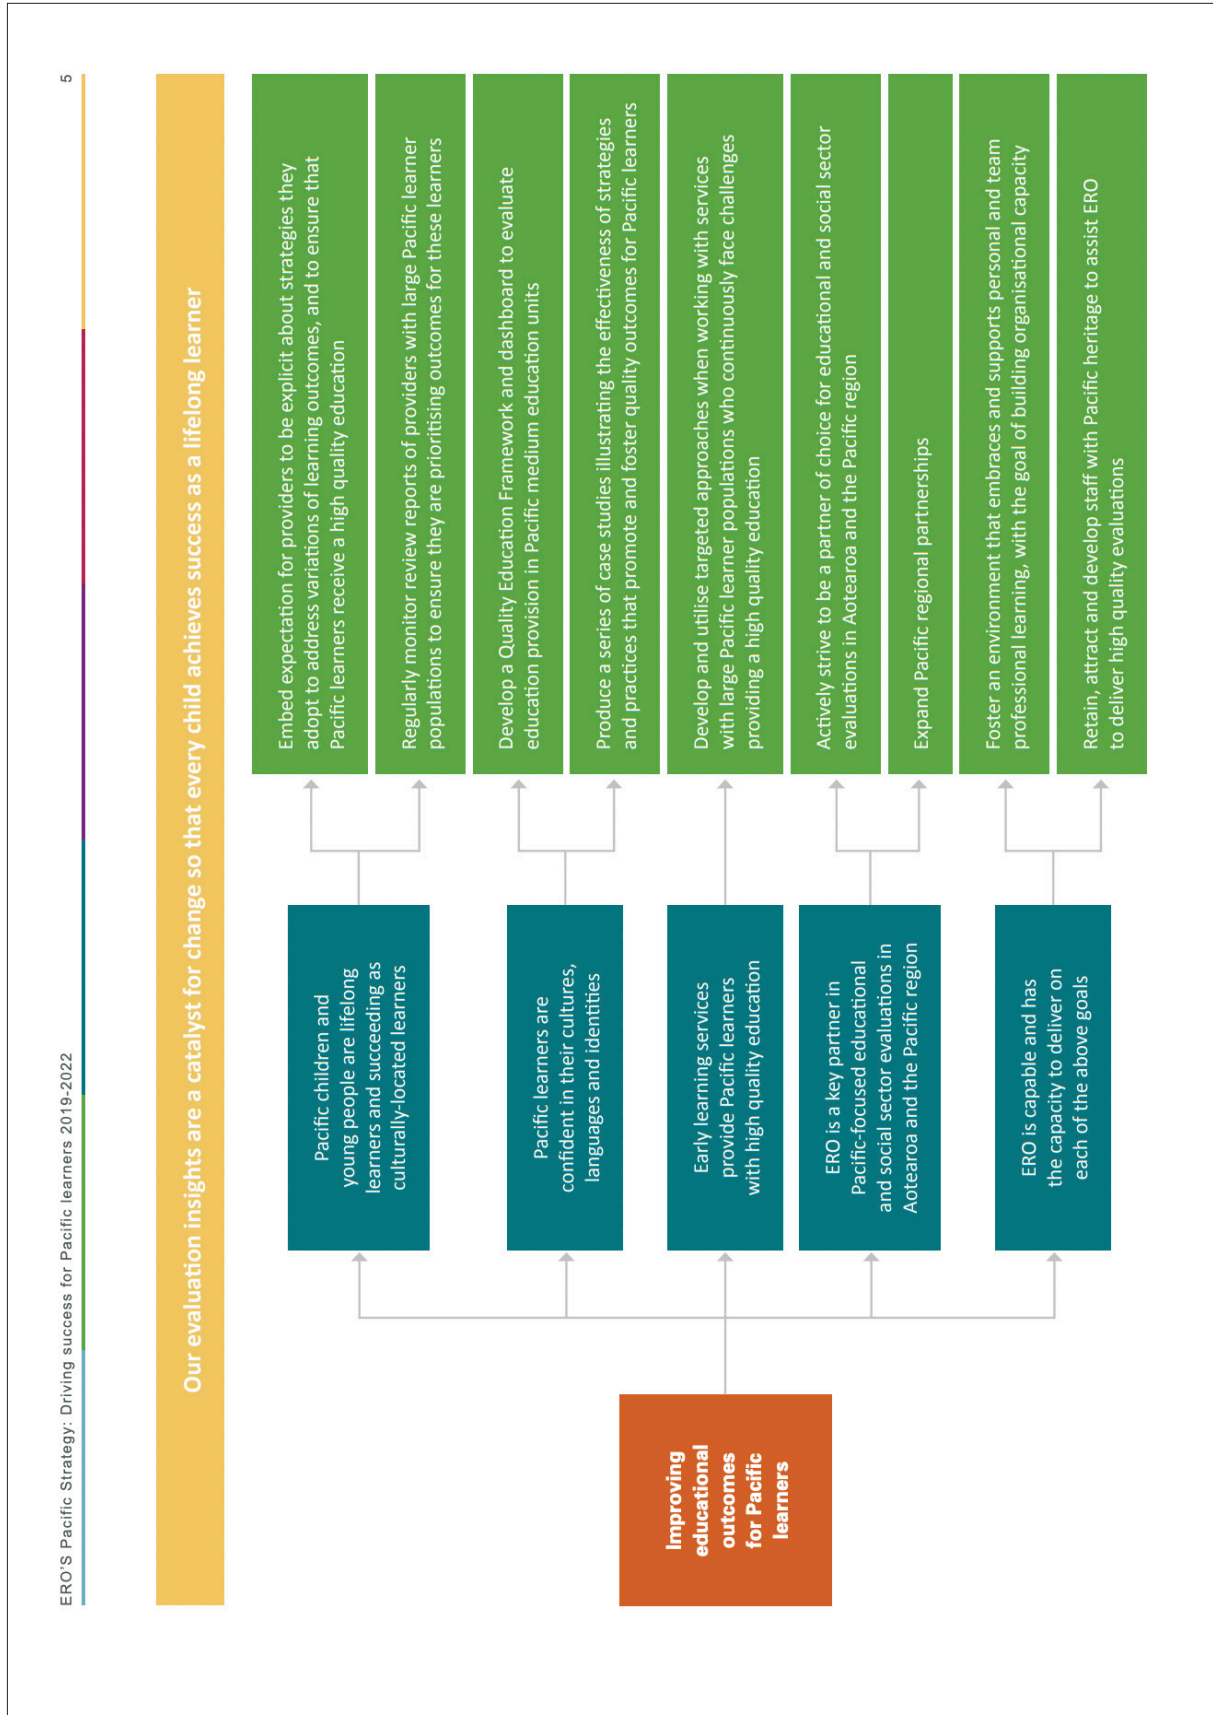 ERO'S Pacific Strategy: Driving success for Pacific learners 2019-2022
5
Our evaluation insights are a catalyst for change so that every child achieves success as a lifelong learner
Improving
educational
outcomes
for Pacific
learners
Pacific children and
young people are lifelong
learners and succeeding as
culturally-located learners
Embed expectation for providers to be explicit about strategies they
adopt to address variations of learning outcomes, and to ensure that
Pacific learners receive a high quality education
Regularly monitor review reports of providers with large Pacific learner
populations to ensure they are prioritising outcomes for these learners
Pacific learners are
confident in their cultures,
languages and identities
Develop a Quality Education Framework and dashboard to evaluate
education provision in Pacific medium education units
Produce a series of case studies illustrating the effectiveness of strategies
and practices that promote and foster quality outcomes for Pacific learners
Early learning services
provide Pacific learners
with high quality education
Develop and utilise targeted approaches when working with services
with large Pacific learner populations who continuously face challenges
providing a high quality education
ERO is a key partner in
Pacific-focused educational
and social sector evaluations in
Aotearoa and the Pacific region
Actively strive to be a partner of choice for educational and social sector
evaluations in Aotearoa and the Pacific region
Expand Pacific regional partnerships
ERO is capable and has
the capacity to deliver on
each of the above goals
Foster an environment that embraces and supports personal and team
professional learning, with the goal of building organisational capacity
Retain, attract and develop staff with Pacific heritage to assist ERO
to deliver high quality evaluations